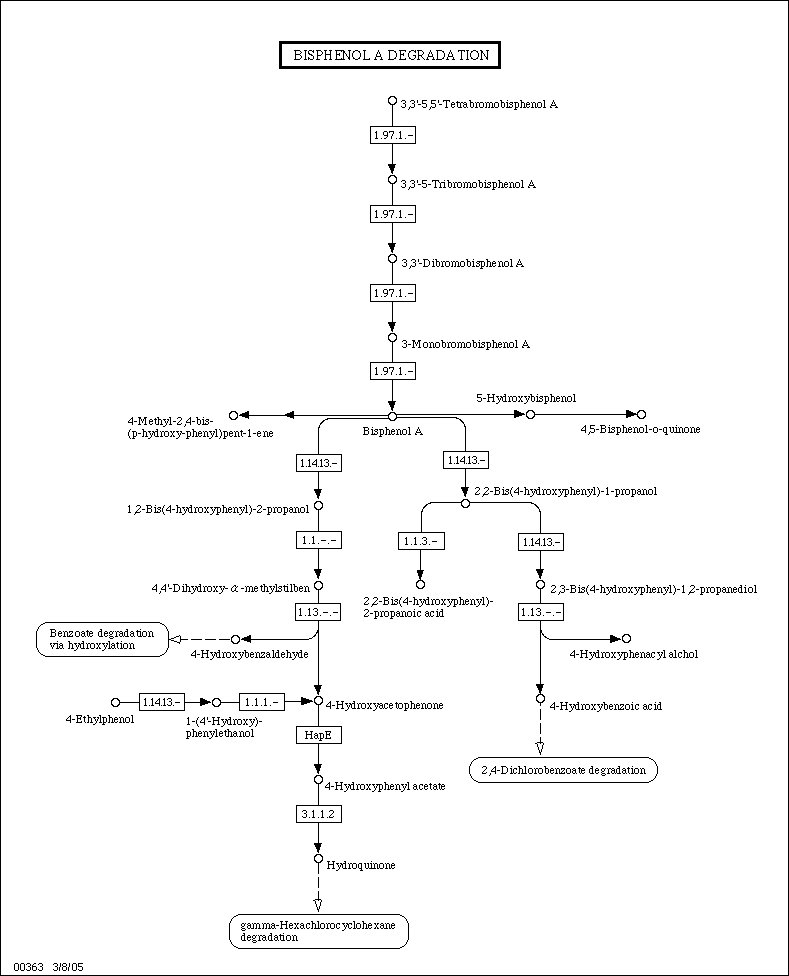 BISPHENOL A DEGRADATION
3,3'-5,5'-Tetrabromobisphenol A
1.97.1.-
3,3'-5-Tribromobisphenol A
1.97.1.-
3,3'-Dibromobisphenol A
1.97.1.-
3-Monobromobisphenol A
1.97.1.-
5-Hydroxybisphenol
4-Methyl-2,4-bis-
(p-hydroxy-phenyl)pent-1-ene
Bisphenol A
4,5-Bisphenol-o-quinone
1.14.13.-
1.14.13.-
2,2-Bis(4-hydroxyphenyl)-1-propanol
1,2-Bis(4-hydroxyphenyl)-2-propanol
1.1.-.-
1.1.3.-
1.14.13.-
4,4'-Dihydroxy-α-methylstilben
2,2-Bis(4-hydroxyphenyl)-
2-propanoic acid
2,3-Bis(4-hydroxyphenyl)-1,2-propanediol
1.13.-.-
1.13.-.-
Benzoate degradation
via hydroxylation
4-Hydroxybenzaldehyde
4-Hydroxyphenacyl alchol
1.14.13.-
1.1.1.-
4-Ethylphenol
1-(4'-Hydroxy)-
phenylethanol
4-Hydroxyacetophenone
4-Hydroxybenzoic acid
HapE
2,4-Dichlorobenzoate degradation
4-Hydroxyphenyl acetate
3.1.1.2
Hydroquinone
gamma-Hexachlorocyclohexane
degradation
00363 3/8/05